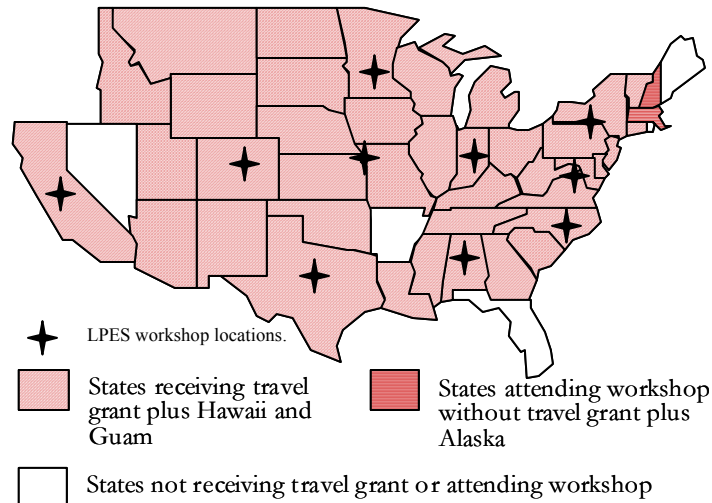 LPES workshop locations.
States receiving travel
grant plus Hawaii and
Guam
States attending workshop
without travel grant plus
Alaska
States not receiving travel grant or attending workshop